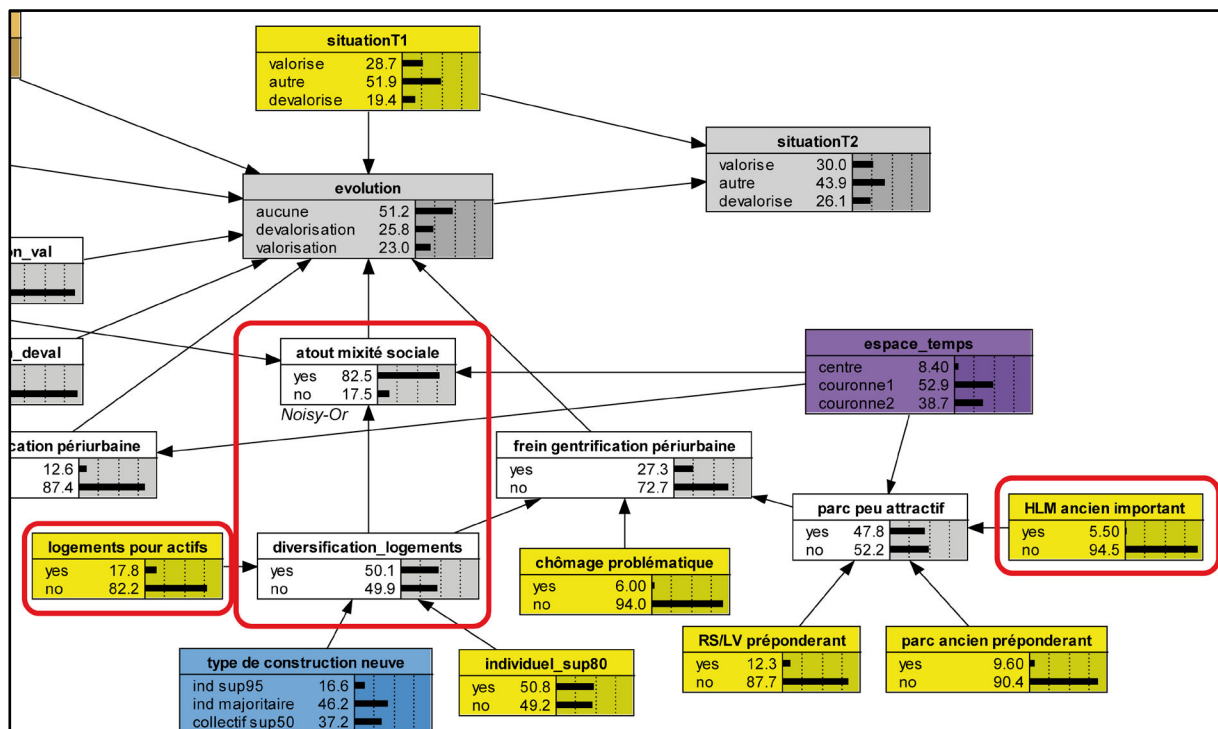 situationT1
valorise 28.7
autre 51.9
devalorise 19.4
situationT2
valorise 30.0
autre 43.9
devalorise 26.1
evolution
aucune 51.2
devalorisation 25.8
valorisation 23.0
on_val
_deval
atout mixité sociale
yes 82.5
no 17.5
Noisy-Or
espace_temps
centre 8.40
couronne1 52.9
couronne2 38.7
cation périurbaine
12.6
87.4
frein gentrification périurbaine
yes 27.3
no 72.7
parc peu attractif
yes 47.8
no 52.2
HLM ancien important
yes 5.50
no 94.5
logements pour actifs
yes 17.8
no 82.2
diversification_logements
yes 50.1
no 49.9
chômage problématique
yes 6.00
no 94.0
RS/LV préponderant
yes 12.3
no 87.7
parc ancien préponderant
yes 9.60
no 90.4
type de construction neuve
ind sup95 16.6
ind majoritaire 46.2
collectif sup50 37.2
individuel_sup80
yes 50.8
no 49.2